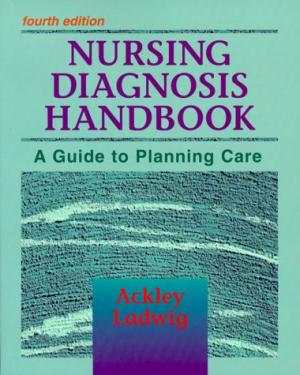 fourth edition
NURSING
DIAGNOSIS
HANDBOOK
A Guide to Planning Care
Ackley
Ladwig